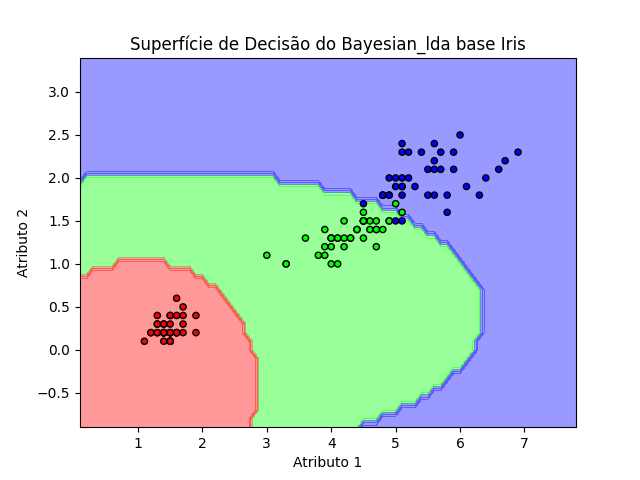 Superfície de Decisão do Bayesian_lda base Iris
3.0
2.5
2.0
1.5
1.0
0.5
0.0
−0.5
Atributo 2
1 2 3 4 5 6 7
Atributo 1